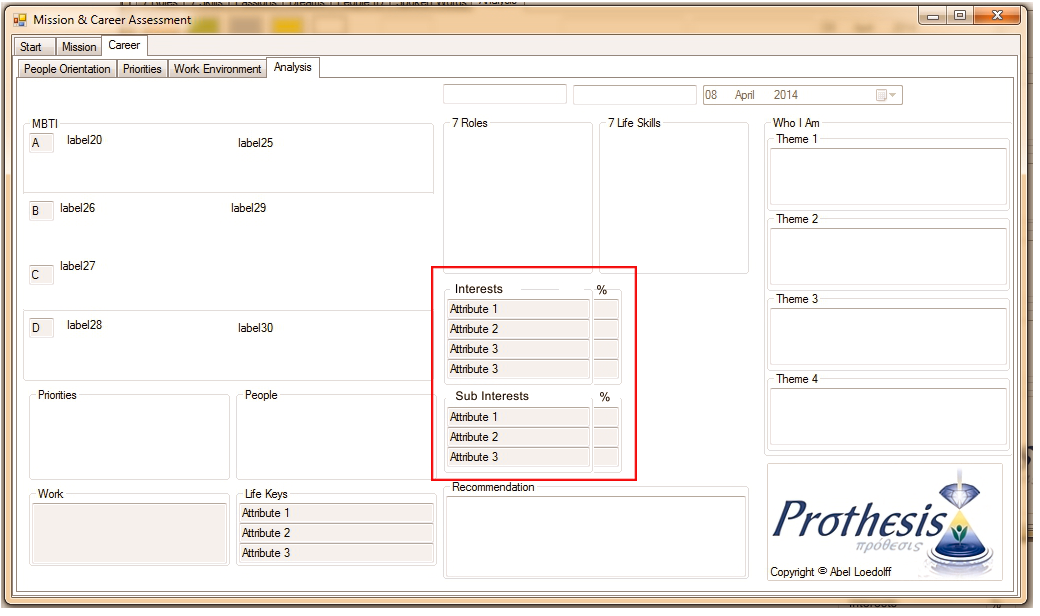 Mission & Career Assessment
Start Mission Career
People Orientation Priorities Work Environment Analysis
08 April 2014
MBTI
A label20 label25
B label26 label29
C label27
D label28 label30
Priorities
People
Work
Life Keys
Attribute 1
Attribute 2
Attribute 3
7 Roles
7 Life Skills
Interests %
Attribute 1
Attribute 2
Attribute 3
Attribute 3
Sub Interests %
Attribute 1
Attribute 2
Attribute 3
Recommendation
Who I Am
Theme 1
Theme 2
Theme 3
Theme 4
Prothesis
πρόθεσις
Copyright © Abel Loedolff